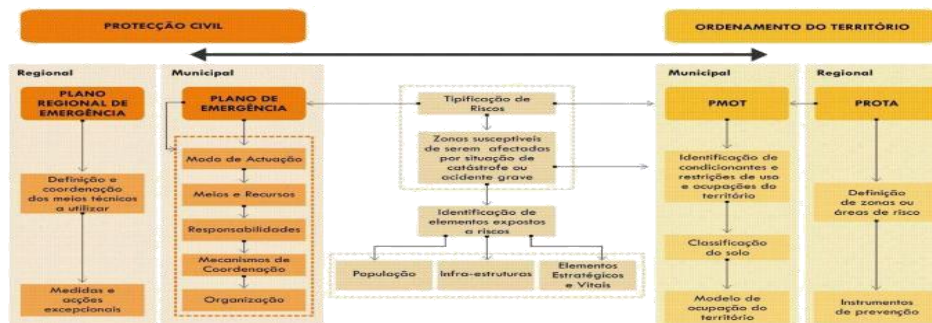 PROTECÇÃO CIVIL
ORDENAMENTO DO TERRITÓRIO
Regional
PLANO
REGIONAL DE
EMERGÊNCIA
Definição e
coordenação
dos meios técnicos
a utilizar
Medidas e
acções
excepcionais
Municipal
PLANO DE
EMERGÊNCIA
Modo de Actuação
Meios e Recursos
Responsabilidades
Mecanismos de
Coordenação
Organização
Tipificação de
Riscos
Zonas susceptíveis
de serem afectadas
por situação de
catástrofe ou
acidente grave
Identificação de
elementos expostos
a riscos
População
Infra-estruturas
Elementos
Estratégicos
e Vitais
Municipal
PMOT
Identificação de
condicionantes e
restrições de uso
e ocupações do
território
Classificação
do solo
Modelo de
ocupação do
território
Regional
PROTA
Definição
de zonas ou
áreas de risco
Instrumentos
de prevenção